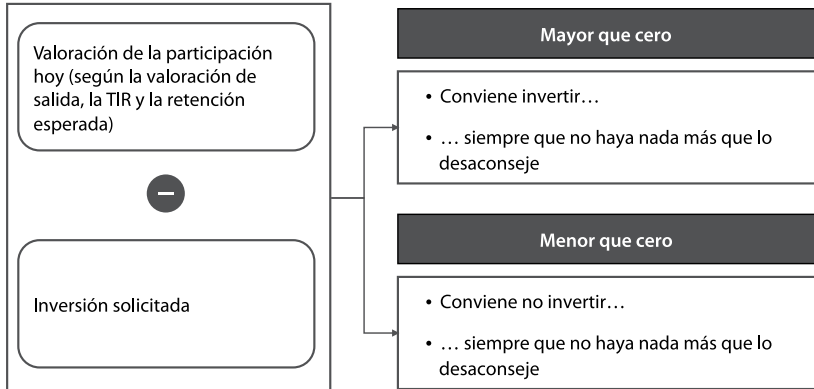 Valoración de la participación
hoy (según la valoración de
salida, la TIR y la retención
esperada)
–
Inversión solicitada
Mayor que cero
• Conviene invertir…
• … siempre que no haya nada más que lo
desaconseje
Menor que cero
• Conviene no invertir…
• … siempre que no haya nada más que lo
desaconseje